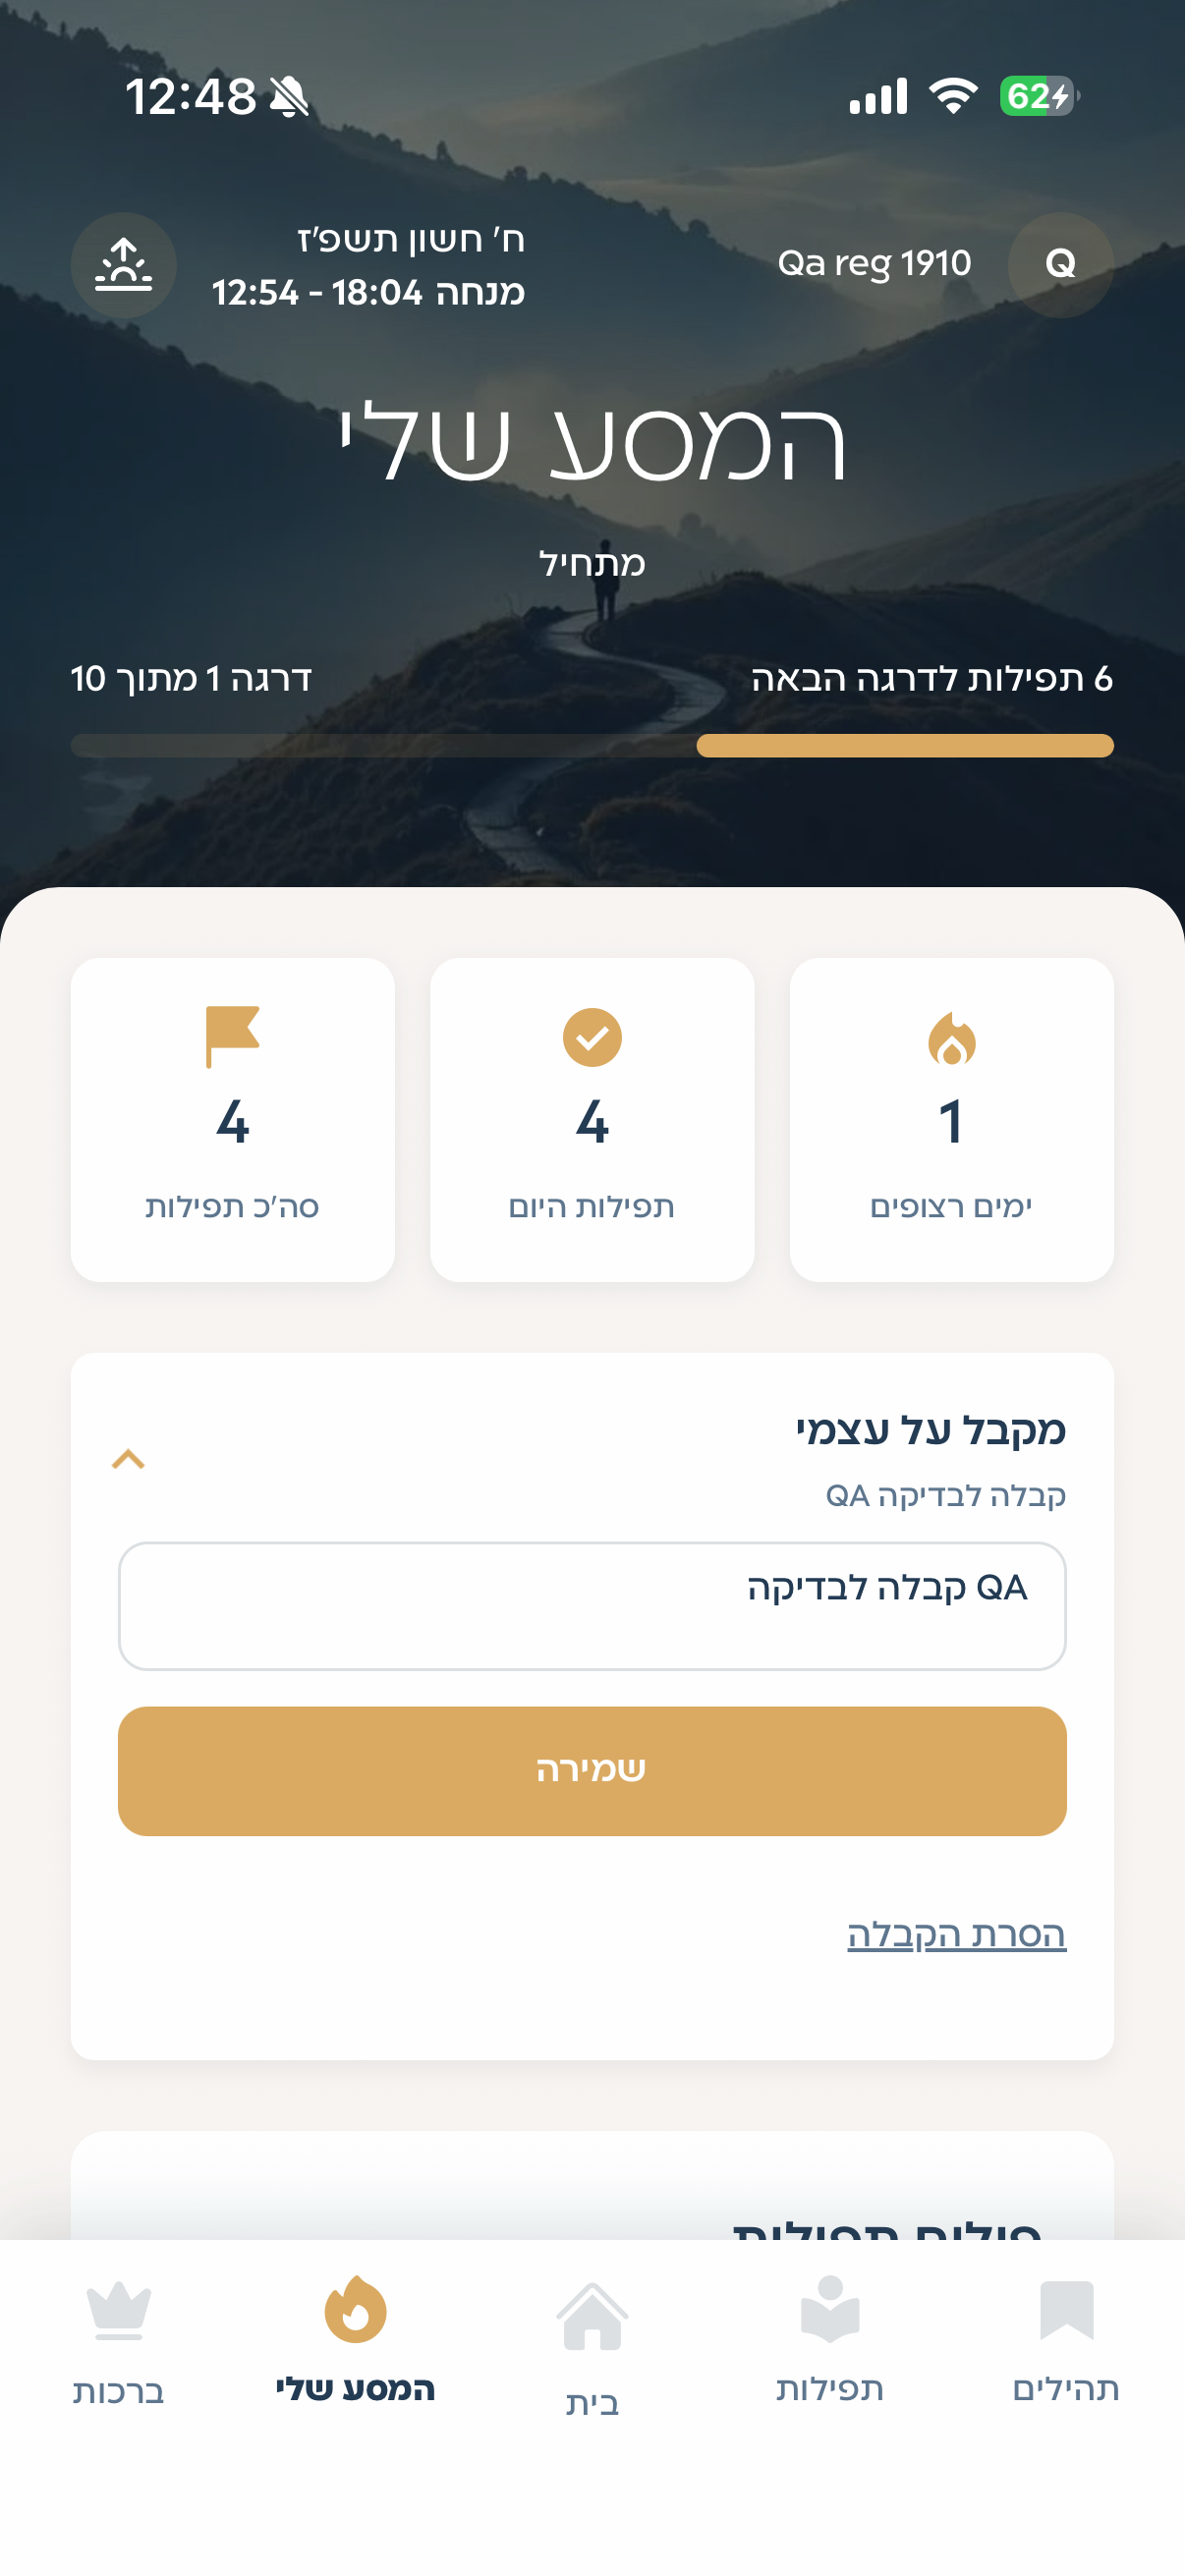 12:48
62
Q
Qa reg 1910
ח' חשוון תשפ'ז
מנחה 18:04 - 12:54
המסע שלי
מתחיל
6 תפילות לדרגה הבאה
דרגה 1 מתוך 10
1
ימים רצופים
4
תפילות היום
4
סה'כ תפילות
מקבל על עצמי
קבלה לבדיקה QA
QA קבלה לבדיקה
שמירה
הסרת הקבלה
תהילים
תפילות
בית
המסע שלי
ברכות